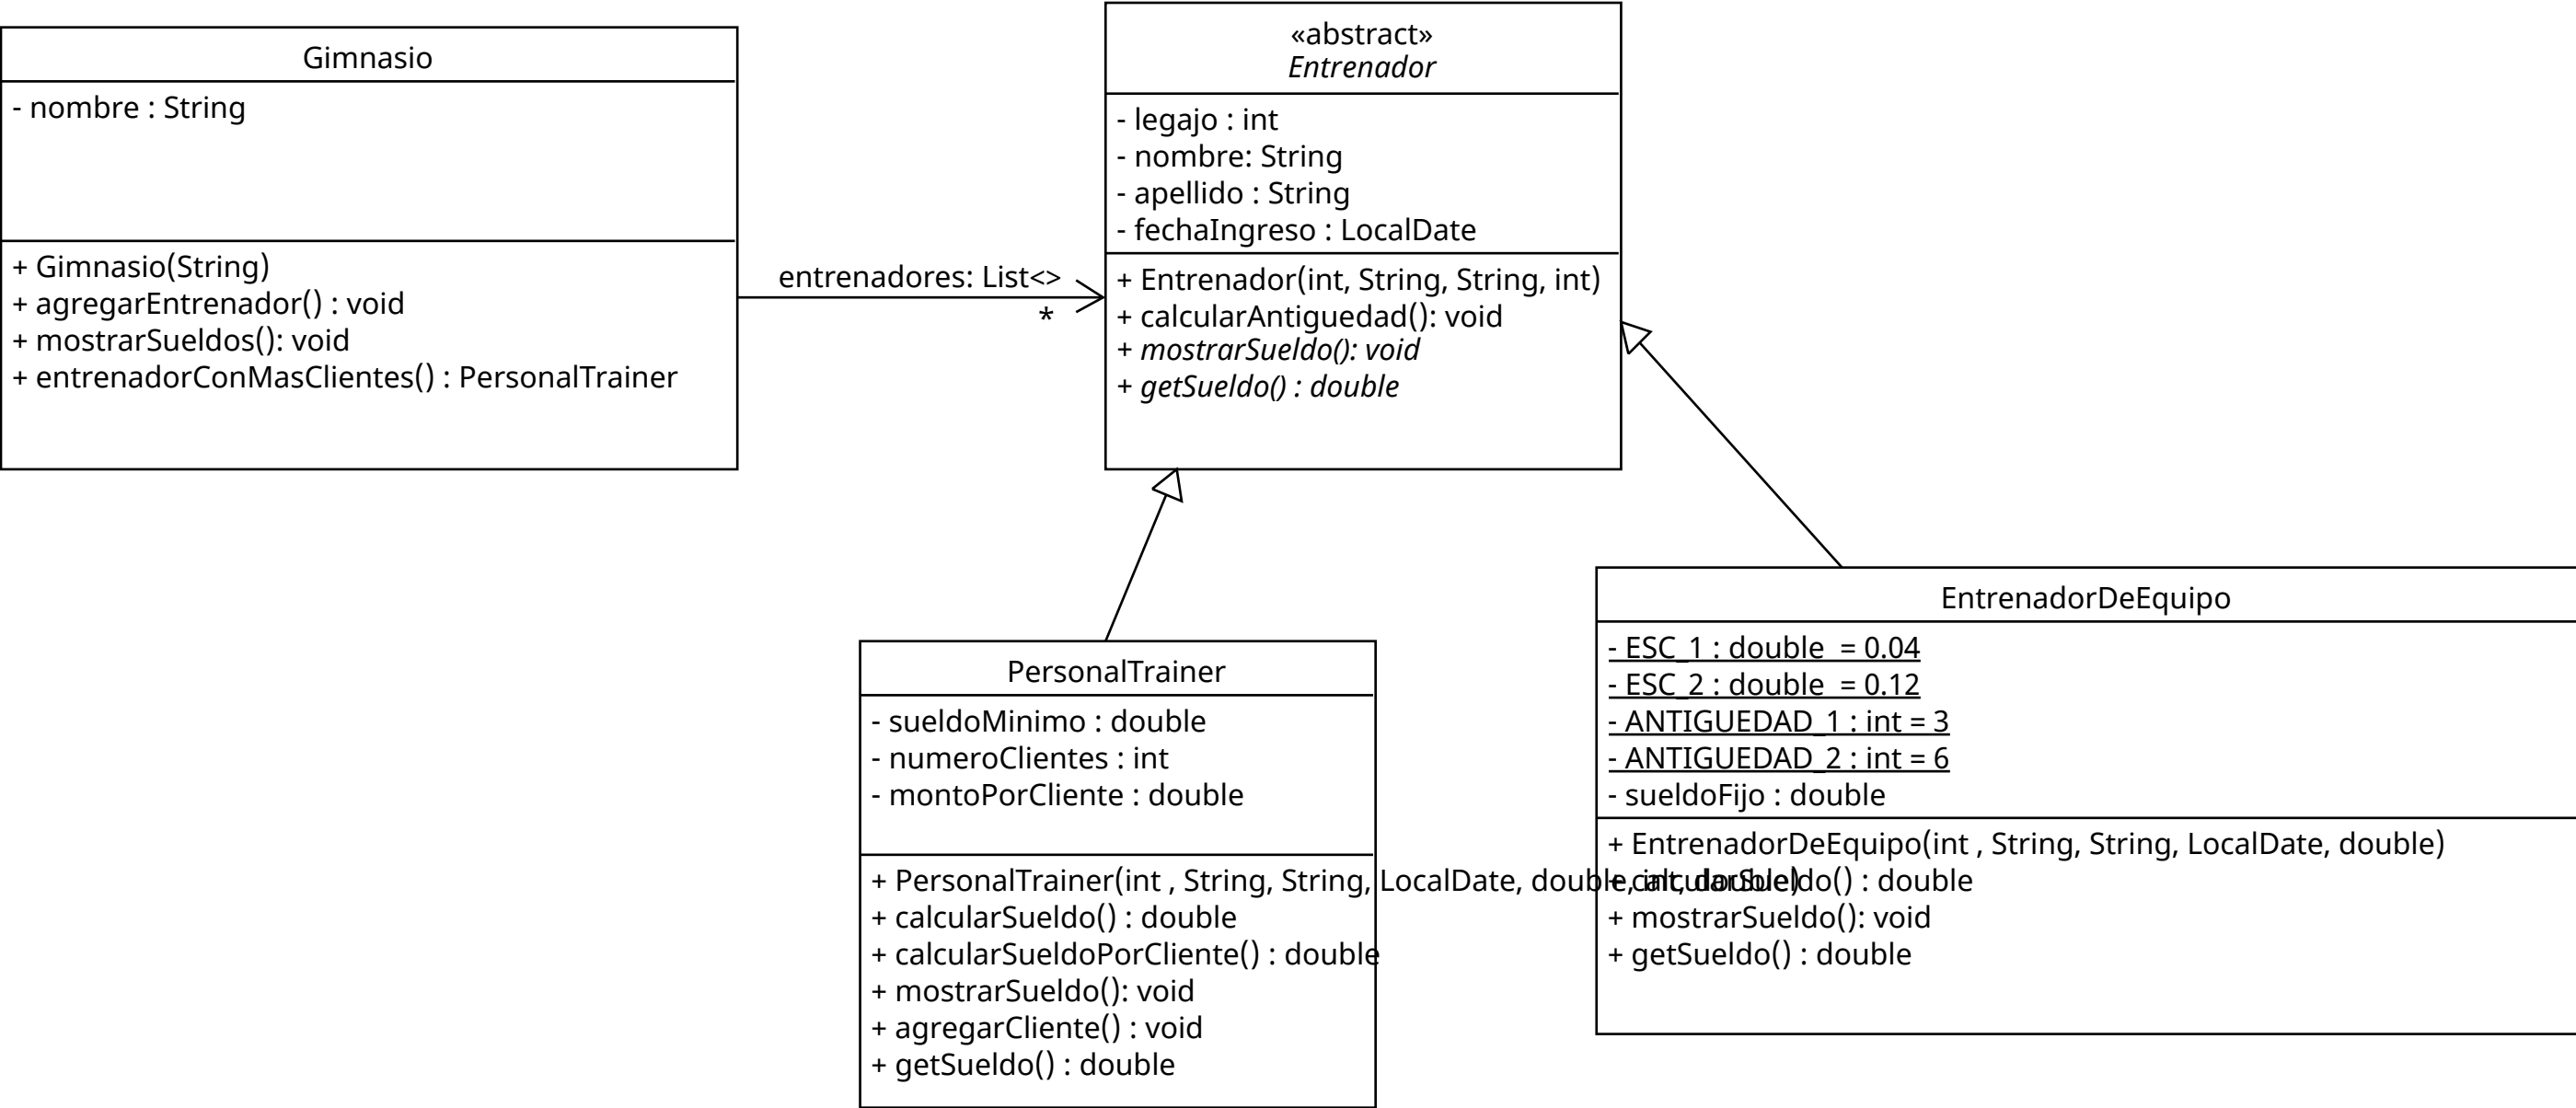 Gimnasio
- nombre : String
+ Gimnasio(String)
+ agregarEntrenador() : void
+ mostrarSueldos(): void
+ entrenadorConMasClientes() : PersonalTrainer
entrenadores: List<>
*
«abstract»
Entrenador
- legajo : int
- nombre: String
- apellido : String
- fechaIngreso : LocalDate
+ Entrenador(int, String, String, int)
+ calcularAntiguedad(): void
+ mostrarSueldo(): void
+ getSueldo() : double
PersonalTrainer
- sueldoMinimo : double
- numeroClientes : int
- montoPorCliente : double
+ PersonalTrainer(int , String, String, LocalDate, double, int, double)
+ calcularSueldo() : double
+ calcularSueldoPorCliente() : double
+ mostrarSueldo(): void
+ agregarCliente() : void
+ getSueldo() : double
EntrenadorDeEquipo
- ESC_1 : double  = 0.04
- ESC_2 : double  = 0.12
- ANTIGUEDAD_1 : int = 3
- ANTIGUEDAD_2 : int = 6
- sueldoFijo : double
+ EntrenadorDeEquipo(int , String, String, LocalDate, double)
+ calcularSueldo() : double
+ mostrarSueldo(): void
+ getSueldo() : double